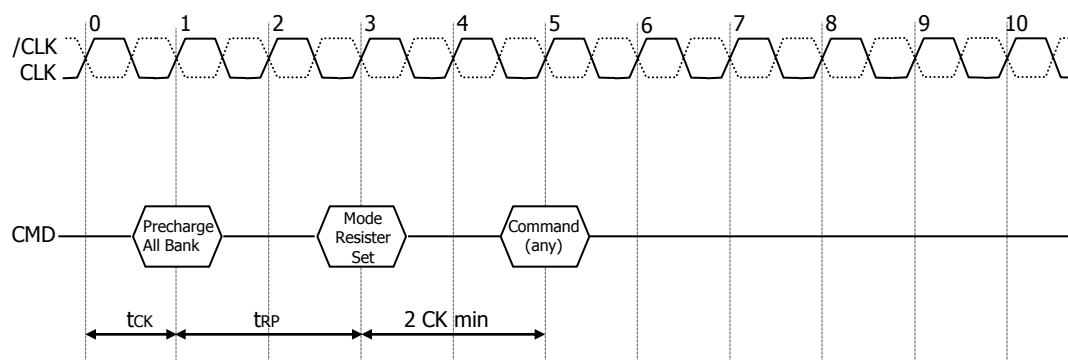 0 1 2 3 4 5 6 7 8 9 10
/CLK
CLK
CMD
Precharge
All Bank
Mode
Resister
Set
Command
(any)
tCK
tRP
2 CK min